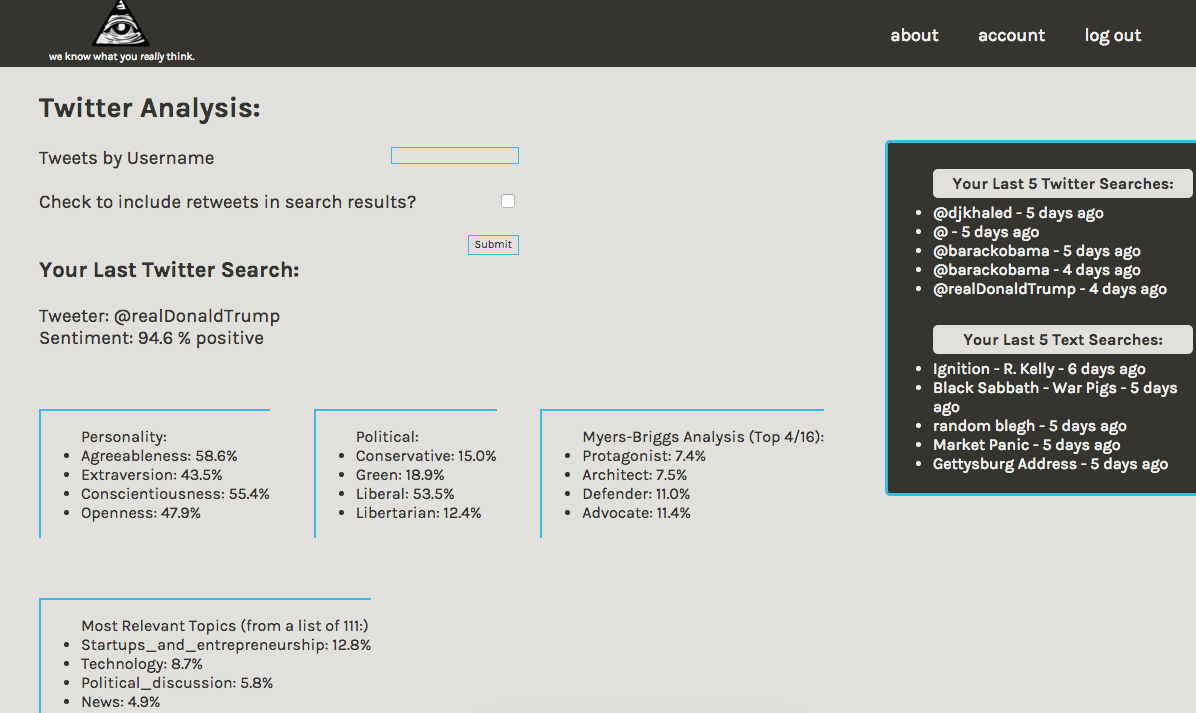 we know what you really think.
about account log out
Twitter Analysis:
Tweets by Username
Check to include retweets in search results?
Submit
Your Last Twitter Search:
Tweeter: @realDonaldTrump
Sentiment: 94.6 % positive
Personality:
Agreeableness: 58.6%
Extraversion: 43.5%
Conscientiousness: 55.4%
Openness: 47.9%
Political:
Conservative: 15.0%
Green: 18.9%
Liberal: 53.5%
Libertarian: 12.4%
Myers-Briggs Analysis (Top 4/16):
Protagonist: 7.4%
Architect: 7.5%
Defender: 11.0%
Advocate: 11.4%
Most Relevant Topics (from a list of 111:)
Startups_and_entrepreneurship: 12.8%
Technology: 8.7%
Political_discussion: 5.8%
News: 4.9%
Your Last 5 Twitter Searches:
@djkhaled - 5 days ago
@ - 5 days ago
@barackobama - 5 days ago
@barackobama - 4 days ago
@realDonaldTrump - 4 days ago
Your Last 5 Text Searches:
Ignition - R. Kelly - 6 days ago
Black Sabbath - War Pigs - 5 days
ago
random blegh - 5 days ago
Market Panic - 5 days ago
Gettysburg Address - 5 days ago